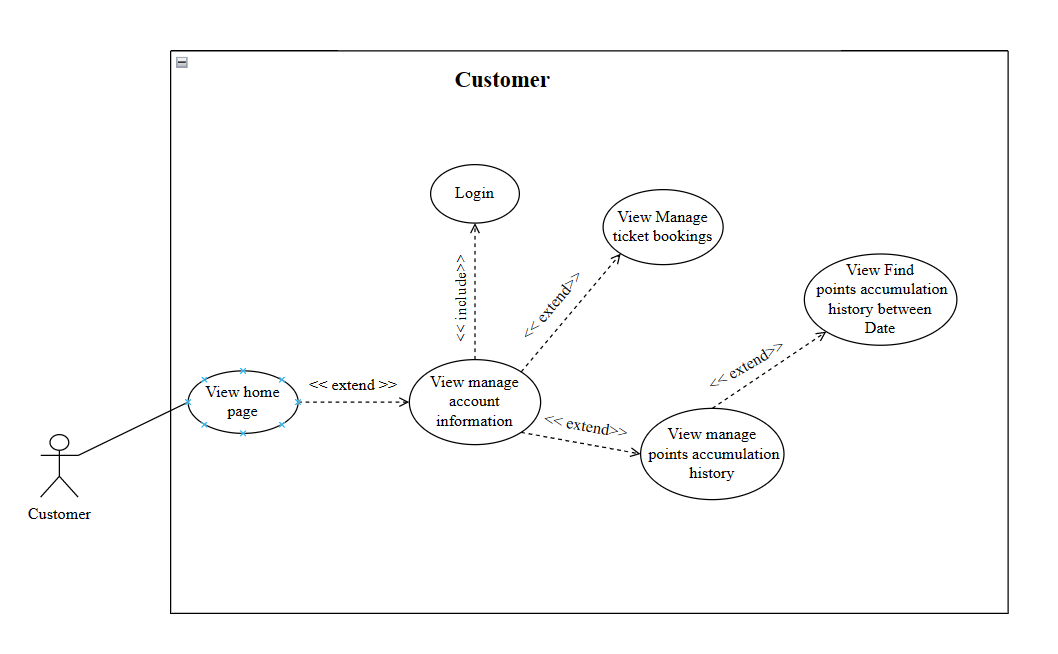 Customer
Login
View Manage
ticket bookings
View Find
points accumulation
history between
Date
<< include>>
<< extend>>
<< extend>>
View home
page
<< extend >>
View manage
account
information
<< extend>>
View manage
points accumulation
history
Customer